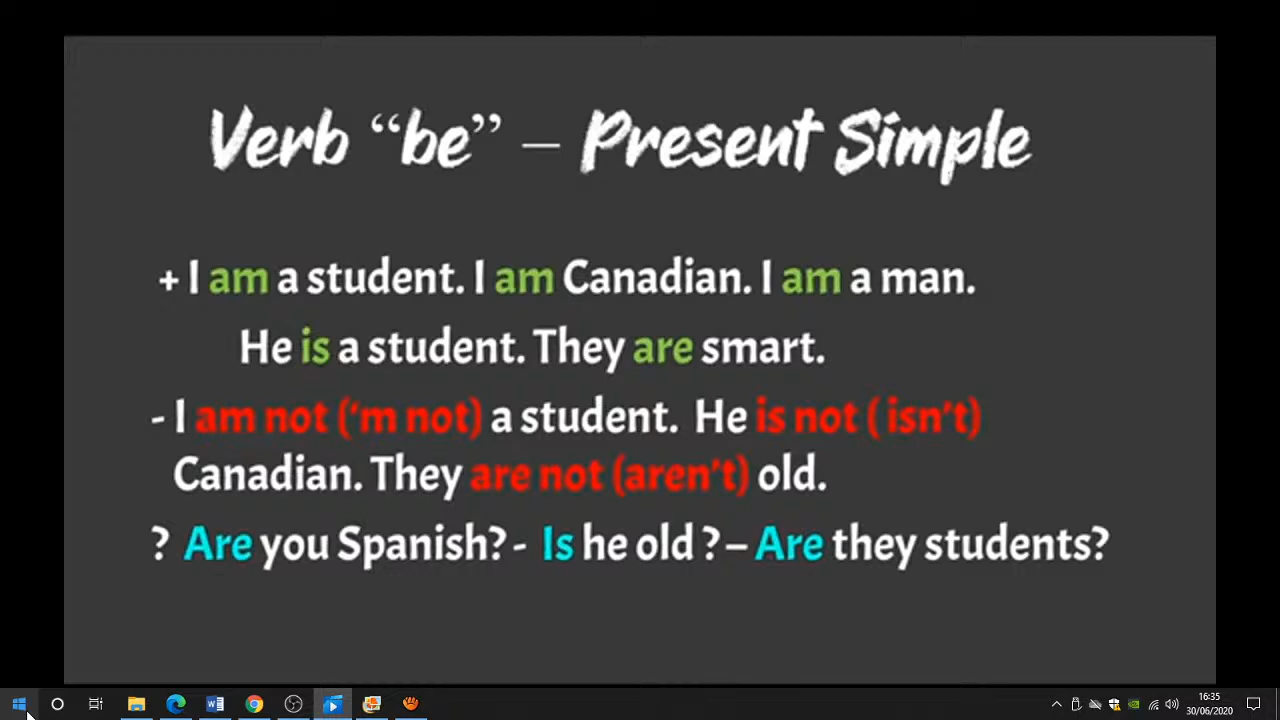 Verb “be” – Present Simple
+ I am a student. I am Canadian. I am a man.
He is a student. They are smart.
- I am not (‘m not) a student. He is not ( isn’t)
Canadian. They are not (aren’t) old.
? Are you Spanish? - Is he old ? – Are they students?
16:35
30/06/2020